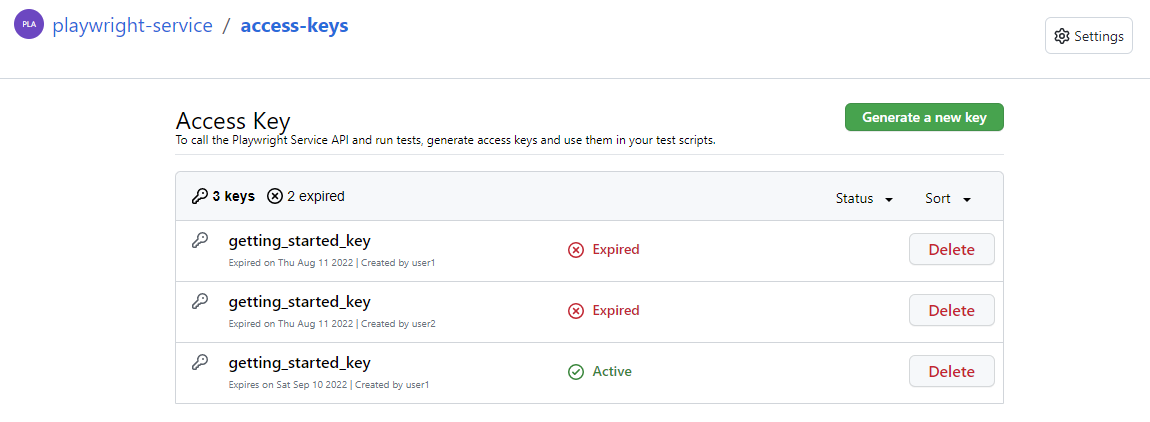 PLA playwright-service / access-keys
Settings
Access Key
Generate a new key
To call the Playwright Service API and run tests, generate access keys and use them in your test scripts.
3 keys 2 expired Status Sort
getting_started_key
Expired on Thu Aug 11 2022 | Created by user1
Expired
Delete
getting_started_key
Expired on Thu Aug 11 2022 | Created by user2
Expired
Delete
getting_started_key
Expires on Sat Sep 10 2022 | Created by user1
Active
Delete